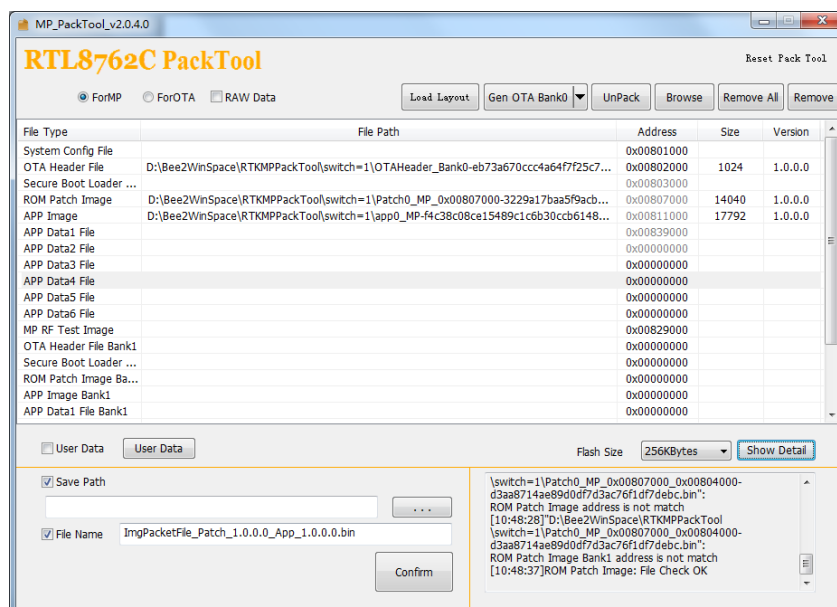 MP_PackTool_v2.0.4.0
RTL8762C PackTool
Reset Pack Tool
ForMP ForOTA RAW Data Load Layout Gen OTA Bank0 UnPack Browse Remove All Remove
File Type File Path Address Size Version
System Config File 0x00801000
OTA Header File D:\Bee2WinSpace\RTKMPPackTool\switch=1\OTAHeader_Bank0-eb73a670ccc4a64f7f25c7... 0x00802000 1024 1.0.0.0
Secure Boot Loader ... 0x00803000
ROM Patch Image D:\Bee2WinSpace\RTKMPPackTool\switch=1\Patch0_MP_0x00807000-3229a17baa5f9acb... 0x00807000 14040 1.0.0.0
APP Image D:\Bee2WinSpace\RTKMPPackTool\switch=1\app0_MP-f4c38c08ce15489c1c6b30ccb6148... 0x00811000 17792 1.0.0.0
APP Data1 File 0x00839000
APP Data2 File 0x00000000
APP Data3 File 0x00000000
APP Data4 File 0x00000000
APP Data5 File 0x00000000
APP Data6 File 0x00000000
MP RF Test Image 0x00829000
OTA Header File Bank1 0x00000000
Secure Boot Loader ... 0x00000000
ROM Patch Image Ba... 0x00000000
APP Image Bank1 0x00000000
APP Data1 File Bank1 0x00000000
User Data User Data Flash Size 256KBytes Show Detail
Save Path
...
File Name ImgPacketFile_Patch_1.0.0.0_App_1.0.0.0.bin
Confirm
\switch=1\Patch0_MP_0x00807000_0x00804000-
d3aa8714ae89d0df7d3ac76f1df7debc.bin":
ROM Patch Image address is not match
[10:48:28]"D:\Bee2WinSpace\RTKMPPackTool
\switch=1\Patch0_MP_0x00807000_0x00804000-
d3aa8714ae89d0df7d3ac76f1df7debc.bin":
ROM Patch Image Bank1 address is not match
[10:48:37]ROM Patch Image: File Check OK